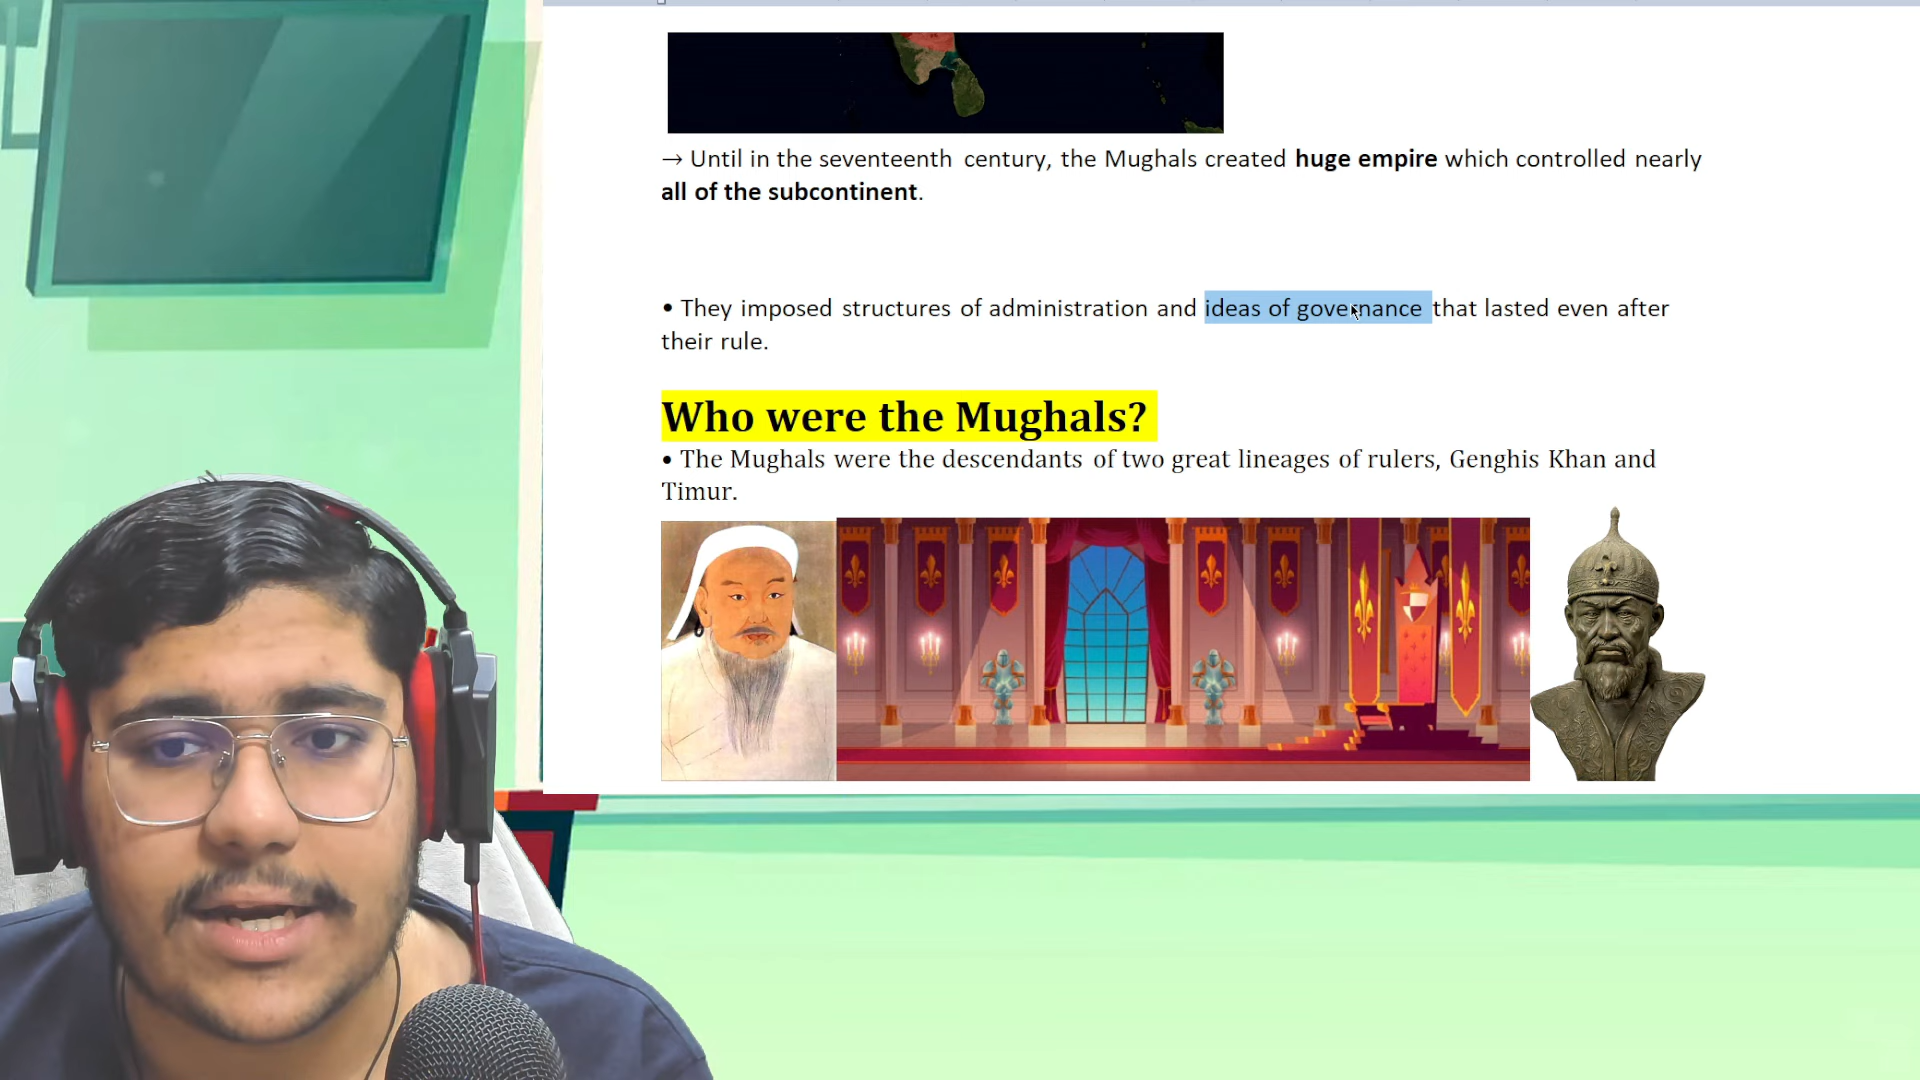 → Until in the seventeenth century, the Mughals created huge empire which controlled nearly
all of the subcontinent.
• They imposed structures of administration and ideas of governance that lasted even after
their rule.
Who were the Mughals?
• The Mughals were the descendants of two great lineages of rulers, Genghis Khan and
Timur.